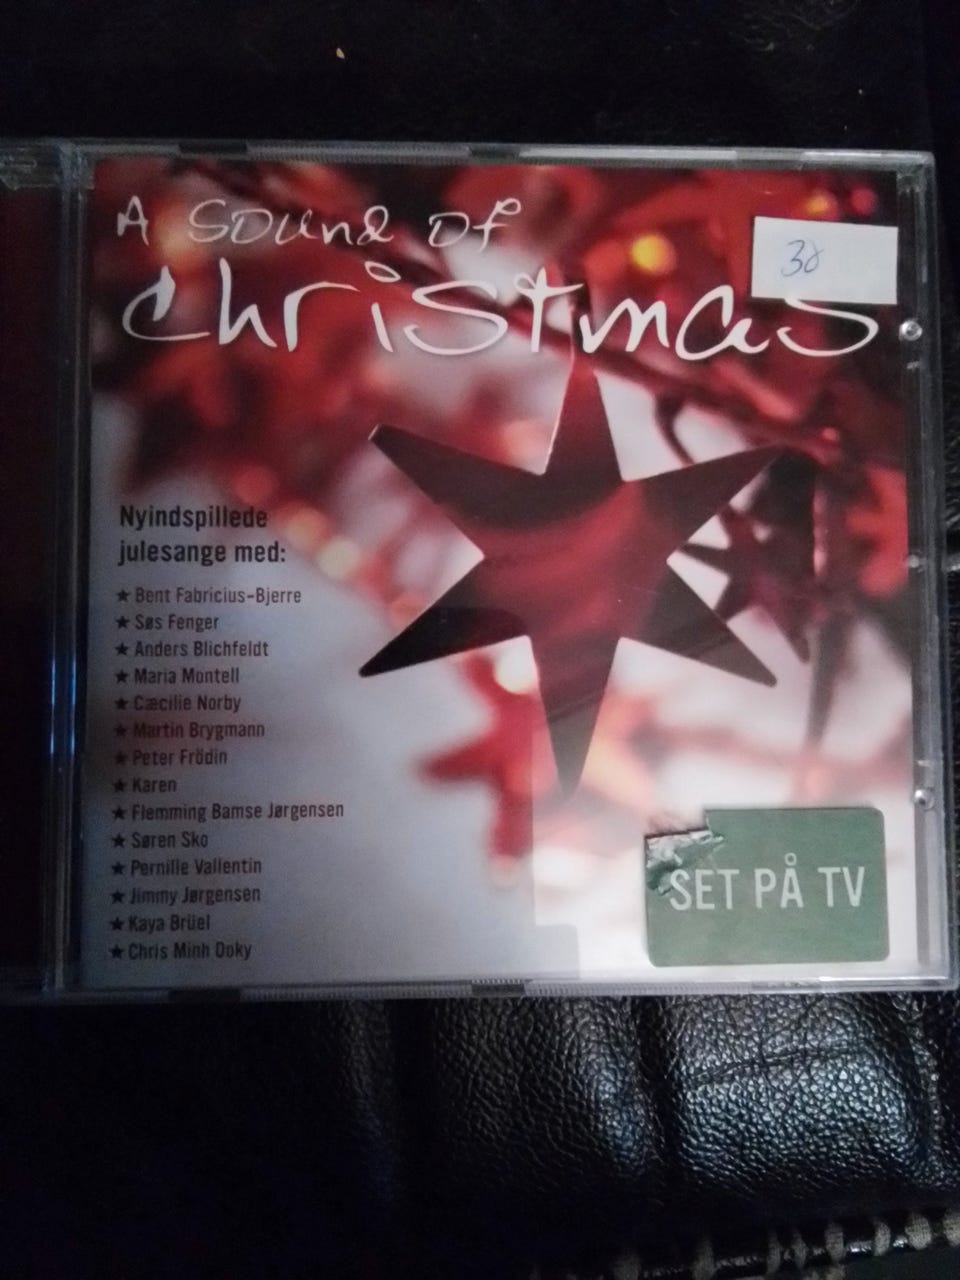 A Sound of
Christmas
Nyindspillede
julesange med:
★ Bent Fabricius-Bjerre
★ Søs Fenger
★ Anders Blichfeldt
★ Maria Montell
★ Cæcilie Norby
★ Martin Brygmann
★ Peter Frödin
★ Karen
★ Flemming Bamse Jørgensen
★ Søren Sko
★ Pernille Vallentin
★ Jimmy Jørgensen
★ Kaya Brüel
★ Chris Minh Doky
SET PÅ TV